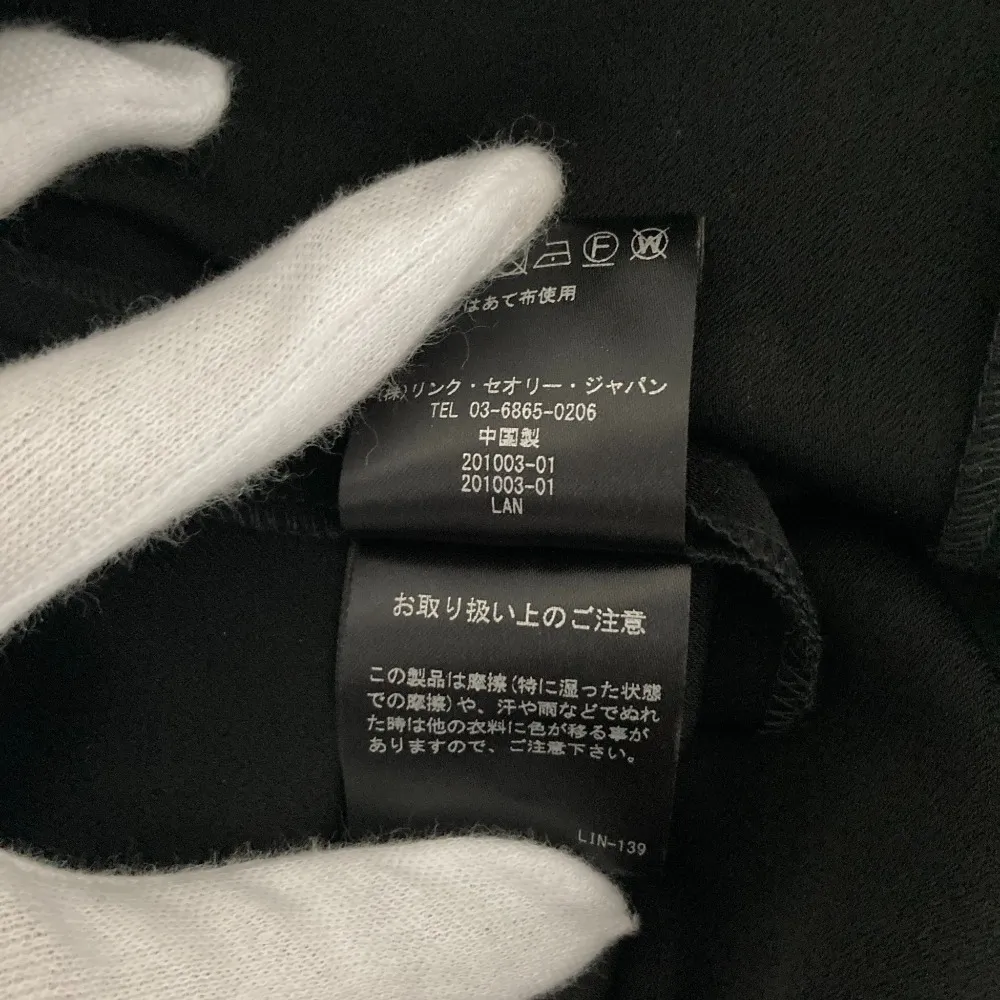 F W
はあて布使用
(株)リンク・セオリー・ジャパン
TEL 03-6865-0206
中国製
201003-01
201003-01
LAN
お取り扱い上のご注意
この製品は摩擦(特に湿った状態
での摩擦)や、汗や雨などでぬれ
た時は他の衣料に色が移る事が
ありますので、ご注意下さい。
LIN-139